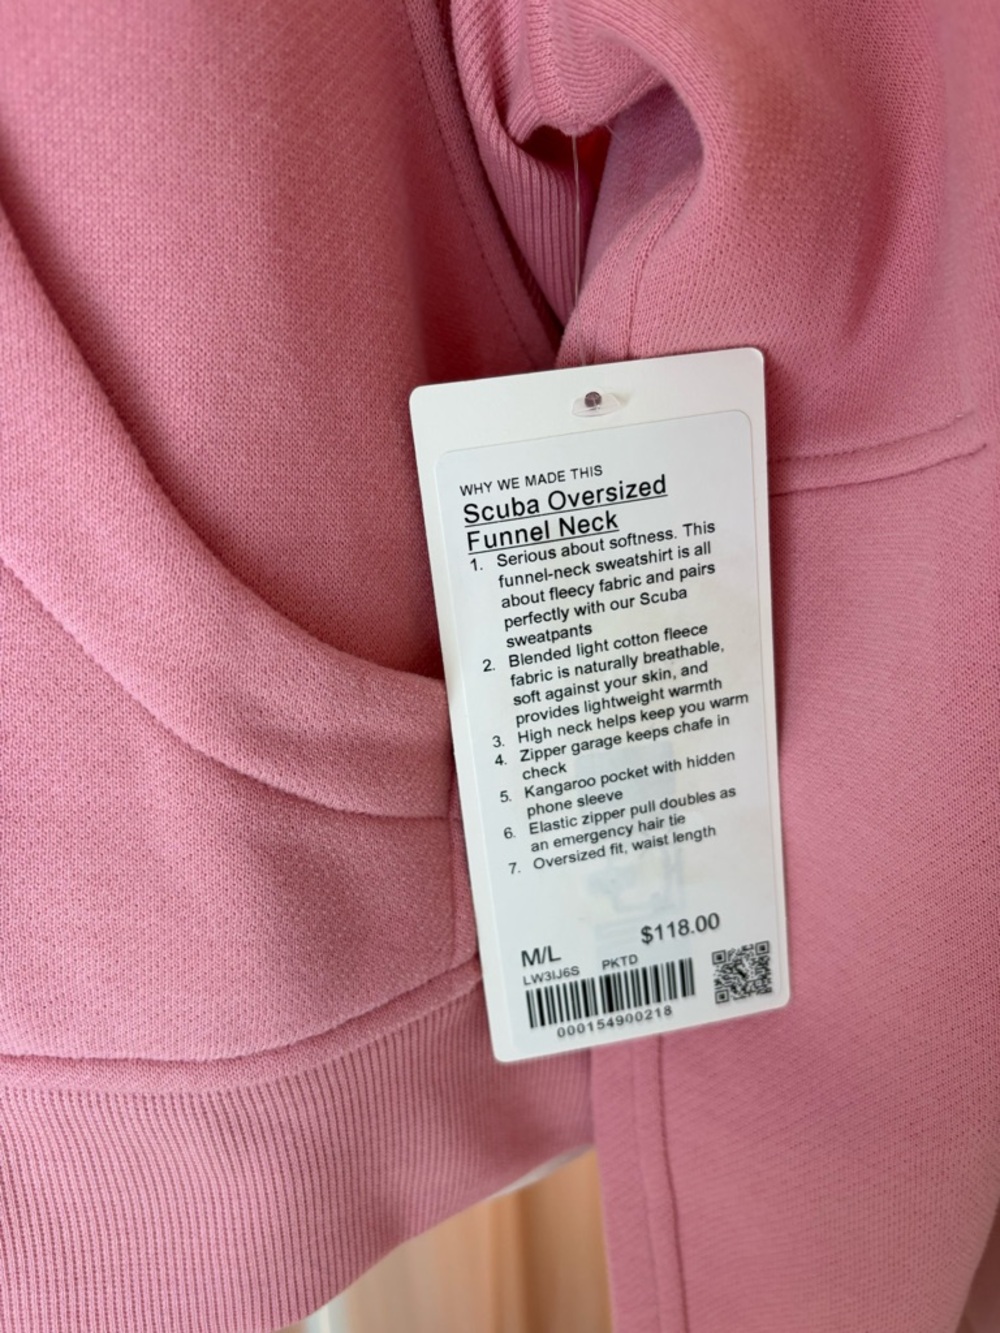 WHY WE MADE THIS
Scuba Oversized
Funnel Neck
1. Serious about softness. This
funnel-neck sweatshirt is all
about fleecy fabric and pairs
perfectly with our Scuba
sweatpants
2. Blended light cotton fleece
fabric is naturally breathable,
soft against your skin, and
provides lightweight warmth
3. High neck helps keep you warm
4. Zipper garage keeps chafe in
check
5. Kangaroo pocket with hidden
phone sleeve
6. Elastic zipper pull doubles as
an emergency hair tie
7. Oversized fit, waist length
M/L $118.00
LW3IJ6S PKTD
000154900218